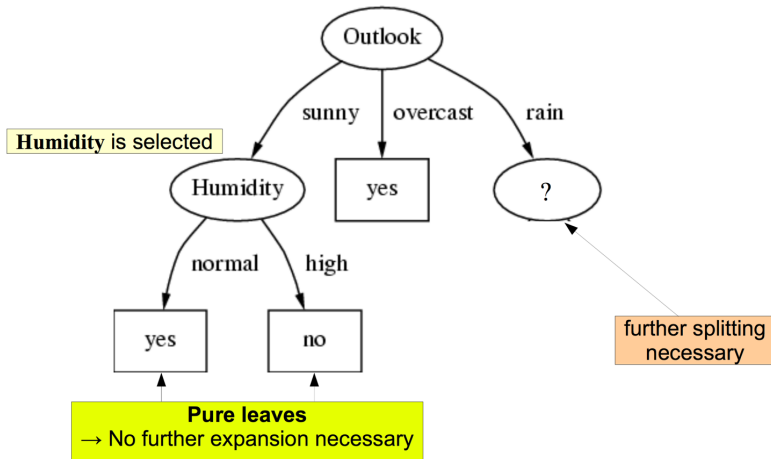 Outlook
sunny
overcast
rain
Humidity is selected
Humidity
yes
?
normal
high
yes
no
further splitting
necessary
Pure leaves
→ No further expansion necessary